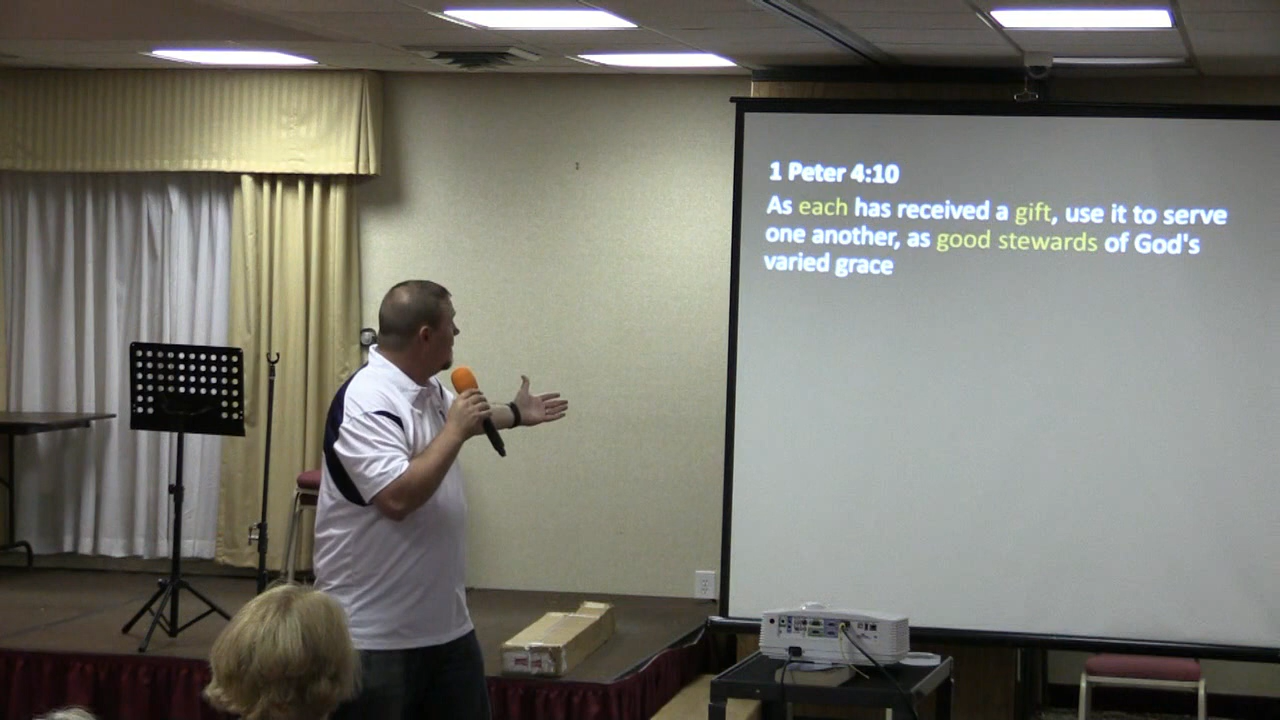 1 Peter 4:10
As each has received a gift, use it to serve
one another, as good stewards of God's
varied grace